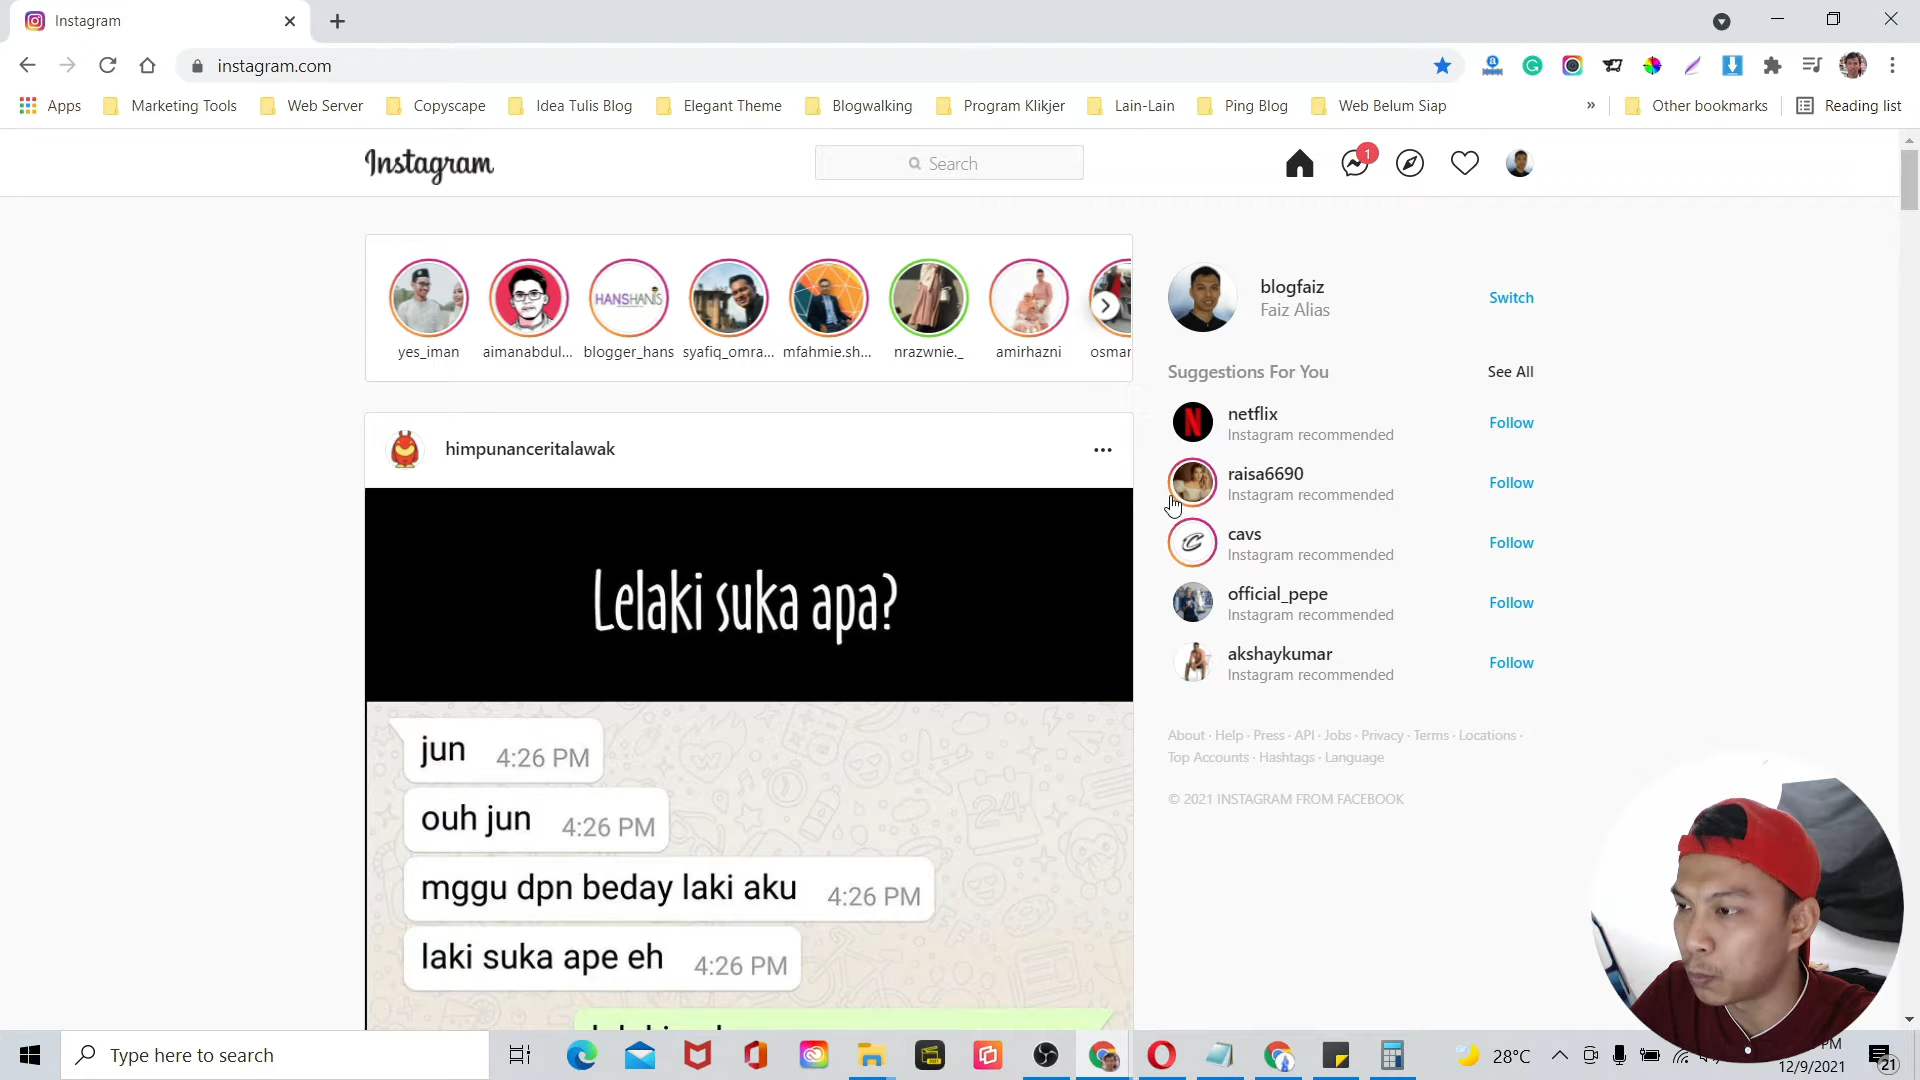 Instagram
instagram.com
Apps
Marketing Tools
Web Server
Copyscape
Idea Tulis Blog
Elegant Theme
Blogwalking
Program Klikjer
Lain-Lain
Ping Blog
Web Belum Siap
»
Other bookmarks
Reading list
Instagram
Search
1
HANSHANIS
yes_iman
aimanabdul...
blogger_hans
syafiq_omra...
mfahmie.sh...
nrazwnie._
amirhazni
osmar
blogfaiz
Faiz Alias
Switch
Suggestions For You
See All
netflix
Instagram recommended
Follow
raisa6690
Instagram recommended
Follow
cavs
Instagram recommended
Follow
official_pepe
Instagram recommended
Follow
akshaykumar
Instagram recommended
Follow
About · Help · Press · API · Jobs · Privacy · Terms · Locations ·
Top Accounts · Hashtags · Language
© 2021 INSTAGRAM FROM FACEBOOK
himpunanceritalawak
Lelaki suka apa?
jun 4:26 PM
ouh jun 4:26 PM
mggu dpn beday laki aku 4:26 PM
laki suka ape eh 4:26 PM
Type here to search
28°C
PM
12/9/2021
21